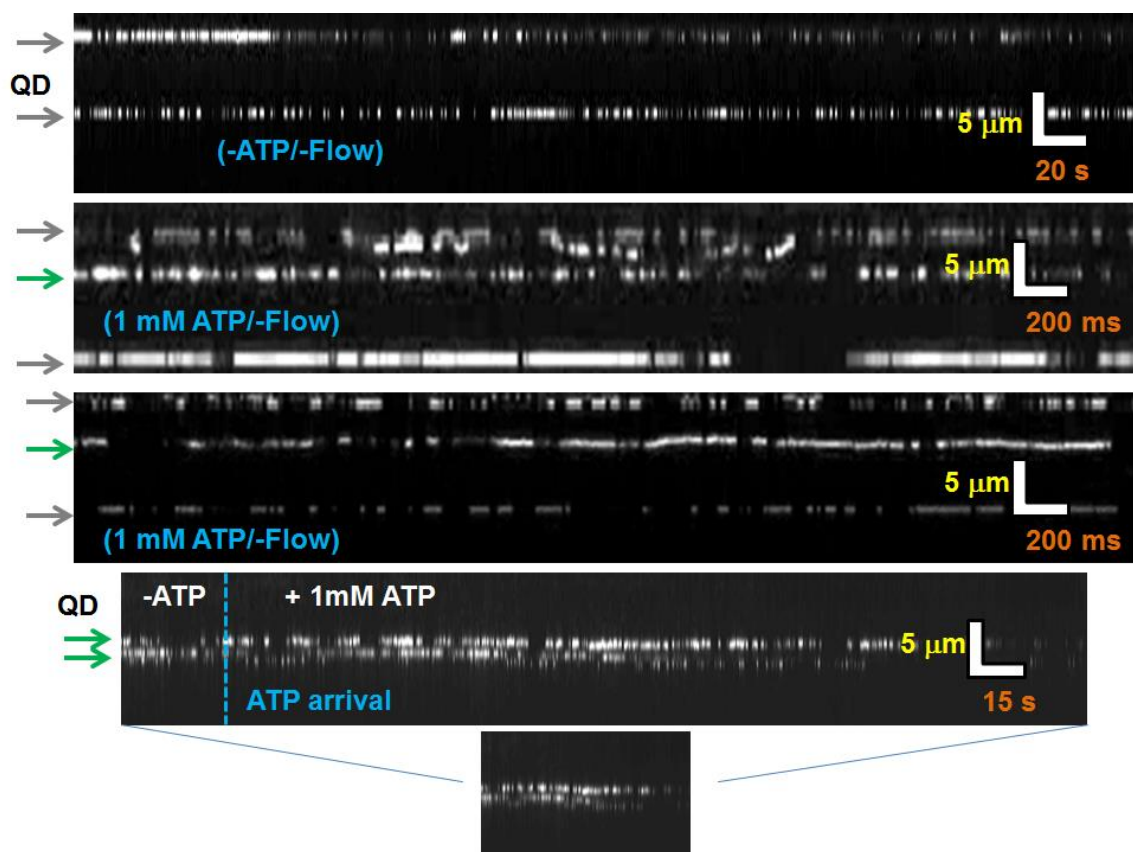 QD
(-ATP/-Flow)
5 μm
20 s
5 μm
(1 mM ATP/-Flow)
200 ms
5 μm
(1 mM ATP/-Flow)
200 ms
QD
-ATP
+ 1mM ATP
5 μm
ATP arrival
15 s